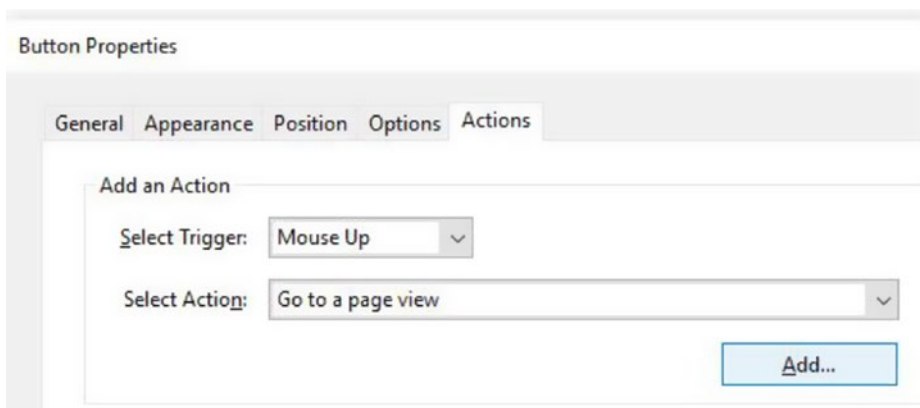 Button Properties
General Appearance Position Options Actions
Add an Action
Select Trigger: Mouse Up
Select Action: Go to a page view
Add...